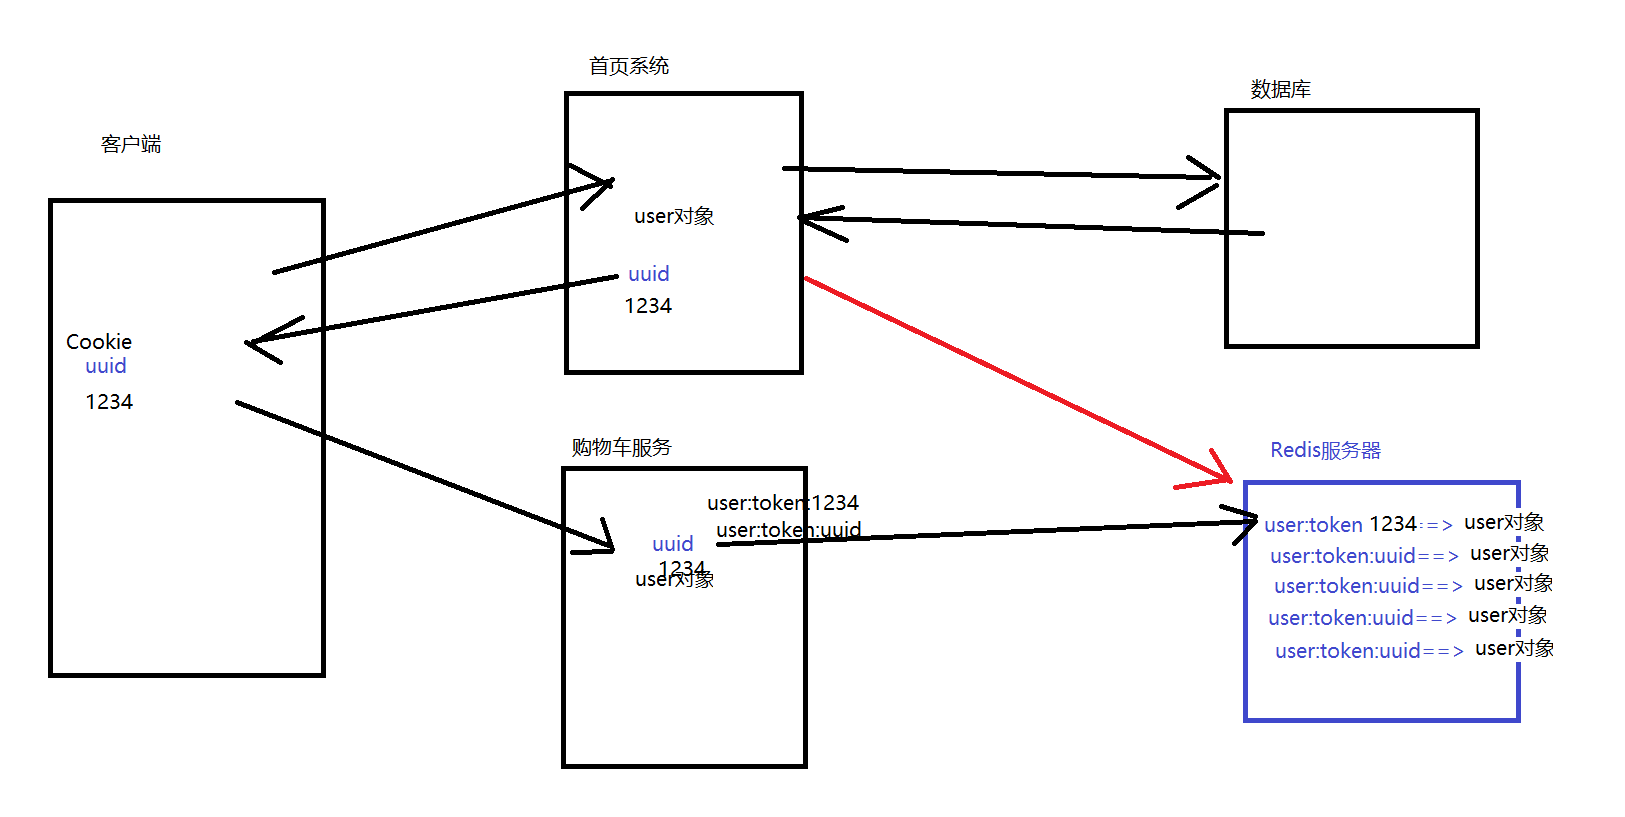 客户端
Cookie
uuid
1234
首页系统
user对象
uuid
1234
数据库
购物车服务
user:token:1234
user:token:uuid
uuid
1234
user对象
Redis服务器
user:token 1234==> user对象
user:token:uuid==> user对象
user:token:uuid==> user对象
user:token:uuid==> user对象
user:token:uuid==> user对象